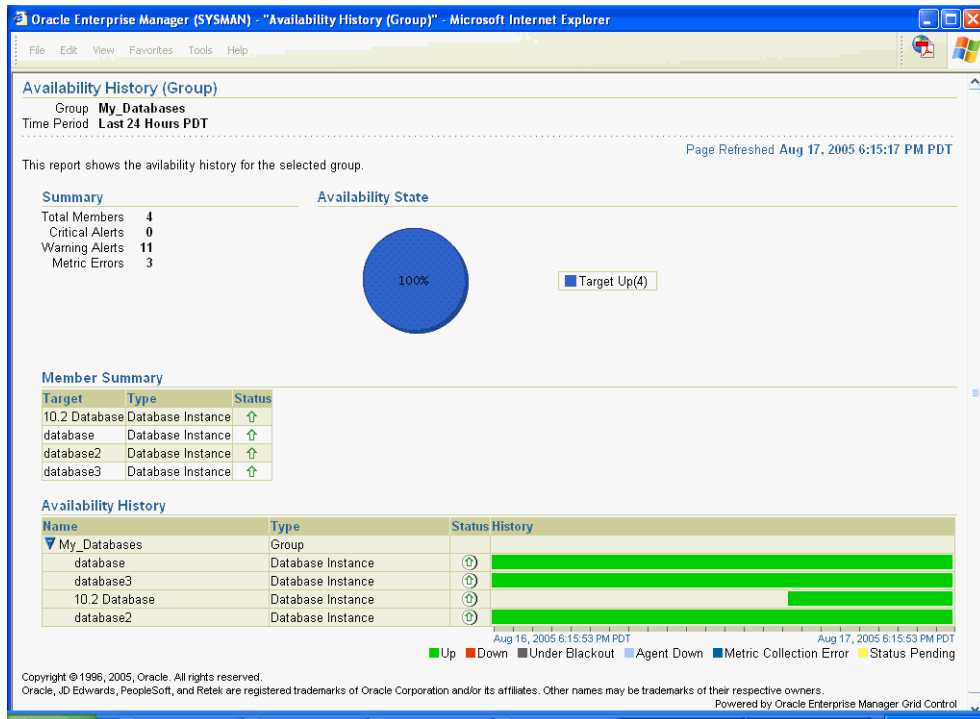 Oracle Enterprise Manager (SYSMAN) - "Availability History (Group)" - Microsoft Internet Explorer
File Edit View Favorites Tools Help
Availability History (Group)
Group My_Databases
Time Period Last 24 Hours PDT
Page Refreshed Aug 17, 2005 6:15:17 PM PDT
This report shows the avilability history for the selected group.
Summary
Total Members 4
Critical Alerts 0
Warning Alerts 11
Metric Errors 3
Availability State
100%
Target Up(4)
Member Summary
Target Type Status
10.2 Database Database Instance
database Database Instance
database2 Database Instance
database3 Database Instance
Availability History
Name Type Status History
My_Databases Group
database Database Instance
database3 Database Instance
10.2 Database Database Instance
database2 Database Instance
Aug 16, 2005 6:15:53 PM PDT Aug 17, 2005 6:15:53 PM PDT
Up Down Under Blackout Agent Down Metric Collection Error Status Pending
Copyright © 1996, 2005, Oracle. All rights reserved.
Oracle, JD Edwards, PeopleSoft, and Retek are registered trademarks of Oracle Corporation and/or its affiliates. Other names may be trademarks of their respective owners.
Powered by Oracle Enterprise Manager Grid Control